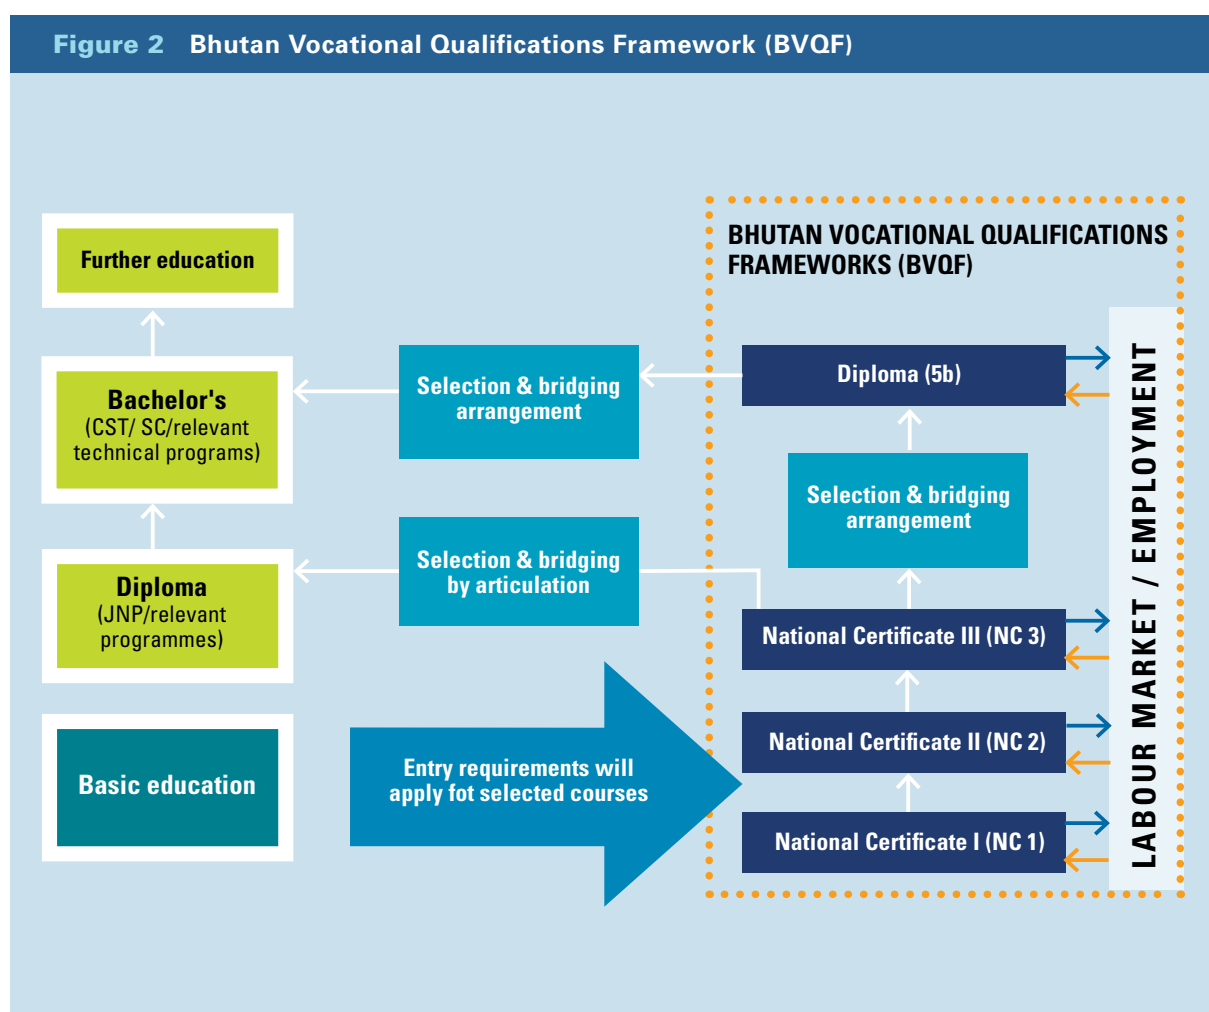 Figure 2 Bhutan Vocational Qualifications Framework (BVQF)
BHUTAN VOCATIONAL QUALIFICATIONS
FRAMEWORKS (BVQF)
Further education
Bachelor's
(CST/ SC/relevant
technical programs)
Selection & bridging
arrangement
Diploma (5b)
Selection & bridging
arrangement
Diploma
(JNP/relevant
programmes)
Selection & bridging
by articulation
National Certificate III (NC 3)
National Certificate II (NC 2)
National Certificate I (NC 1)
Basic education
Entry requirements will
apply fot selected courses
LABOUR MARKET / EMPLOYMENT